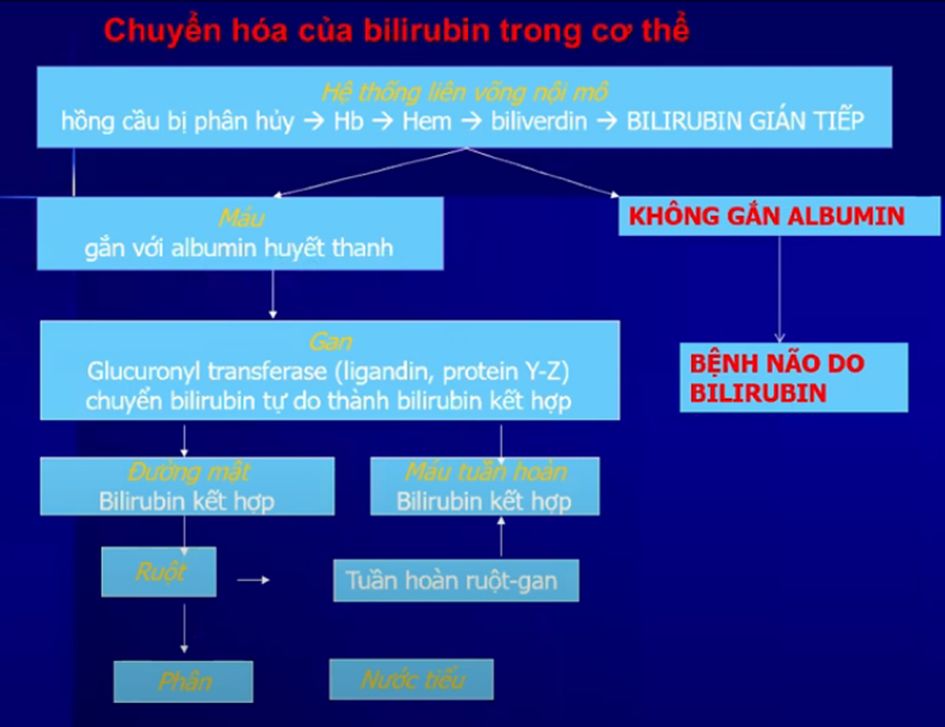 Chuyển hóa của bilirubin trong cơ thể
Hệ thống liên võng nội mô
hồng cầu bị phân hủy → Hb → Hem → biliverdin → BILIRUBIN GIÁN TIẾP
Máu
gắn với albumin huyết thanh
KHÔNG GẮN ALBUMIN
Gan
Glucuronyl transferase (ligandin, protein Y-Z)
chuyển bilirubin tự do thành bilirubin kết hợp
BỆNH NÃO DO
BILIRUBIN
Đường mật
Bilirubin kết hợp
Máu tuần hoàn
Bilirubin kết hợp
Ruột
Tuần hoàn ruột-gan
Phân
Nước tiểu